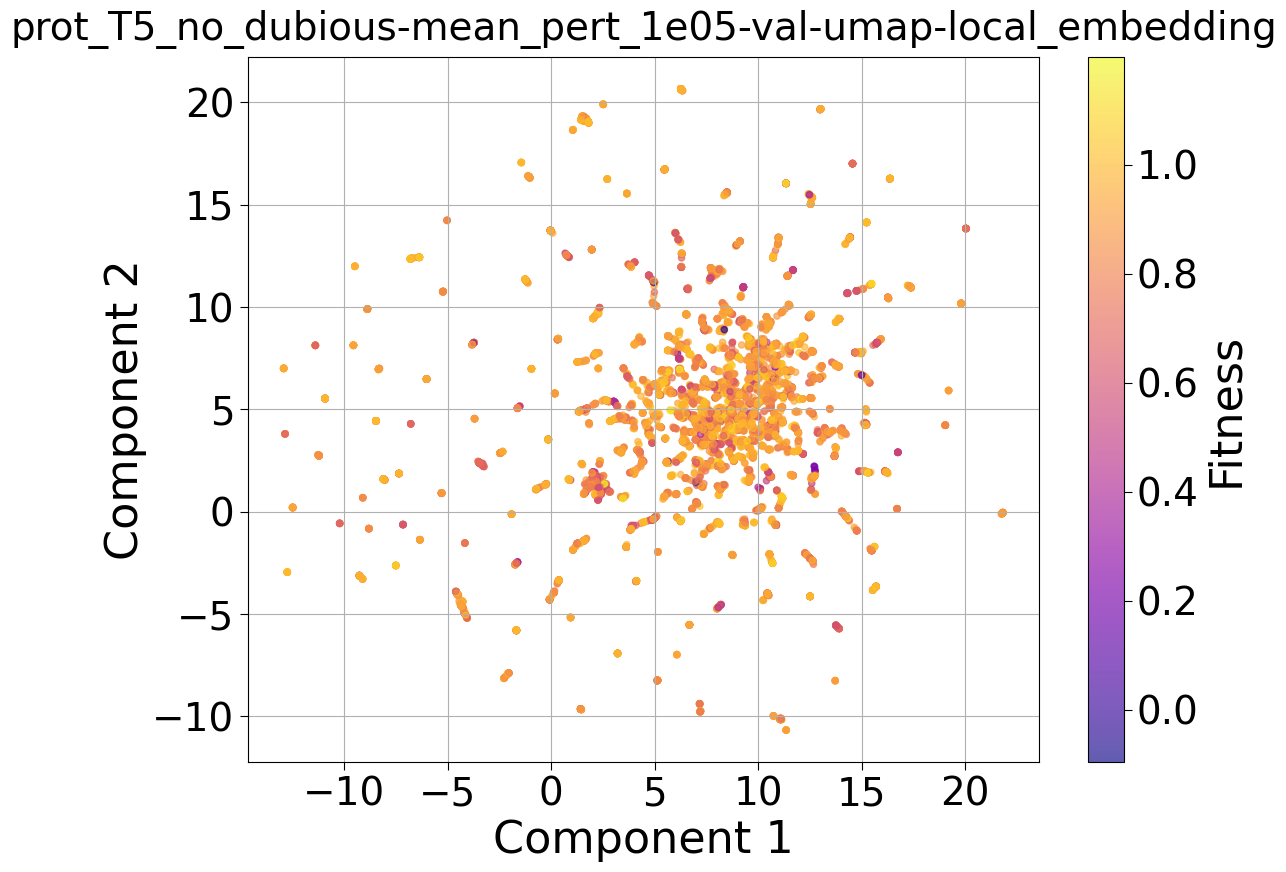 prot_T5_no_dubious-mean_pert_1e05-val-umap-local_embedding
20
15
10
5
0
−5
−10
Component 2
−10 −5 0 5 10 15 20
Component 1
1.0
0.8
0.6
0.4
0.2
0.0
Fitness